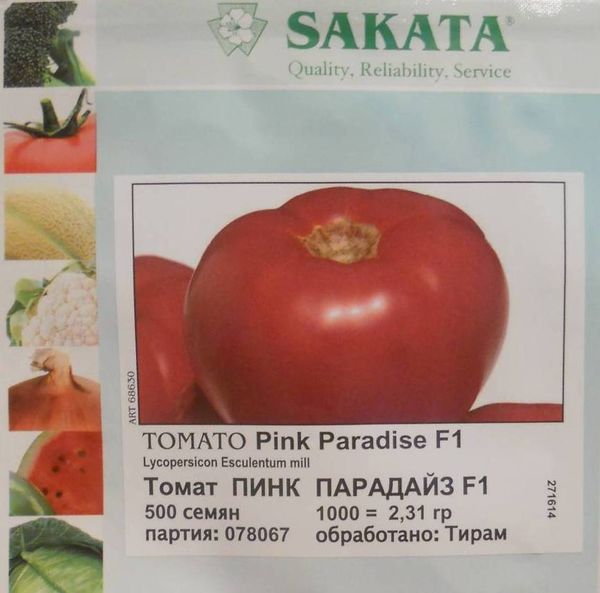 SAKATA®
Quality, Reliability, Service
ART 68630
TOMATO Pink Paradise F1
Lycopersicon Esculentum mill
Томат ПИНК ПАРАДАЙЗ F1
500 семян 1000 = 2,31 гр
партия: 078067 обработано: Тирам
271614